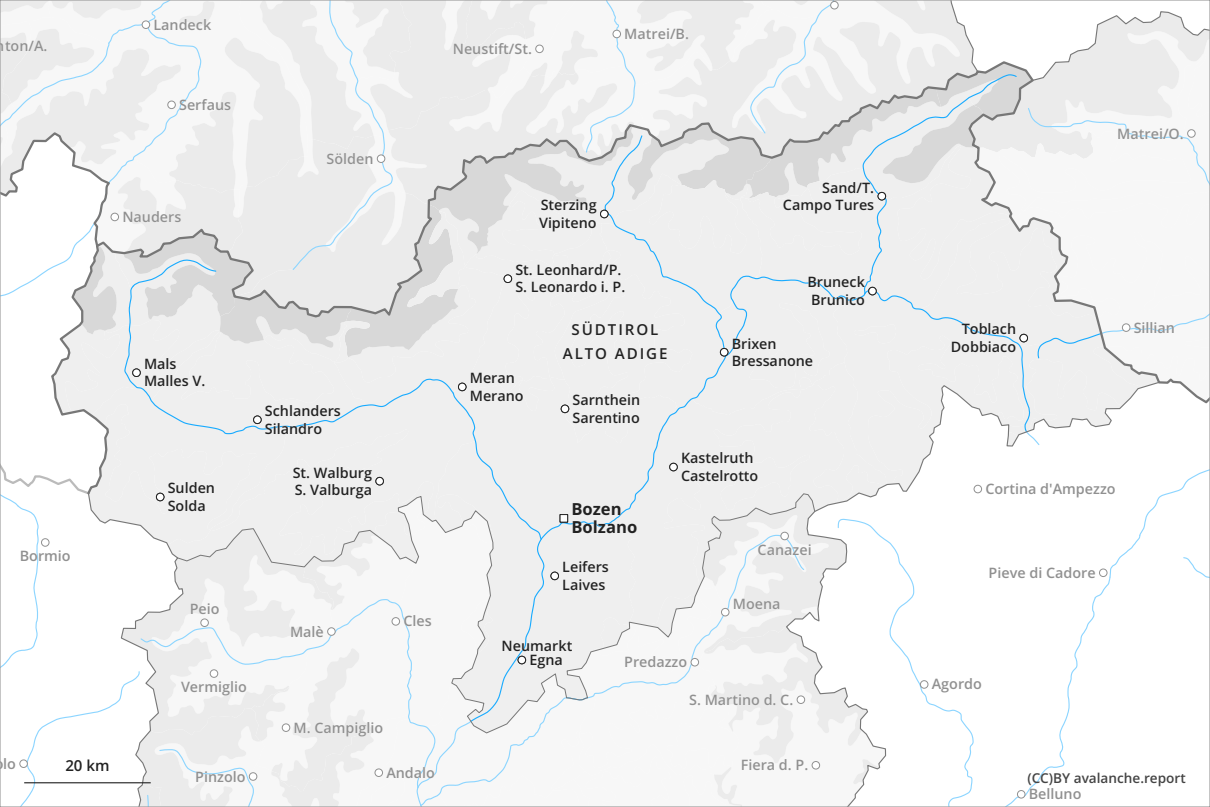 Landeck
nton/A.
Neustift/St.
Matrei/B.
Serfaus
Matrei/O.
Sölden
Sand/T.
Campo Tures
Sterzing
Vipiteno
Nauders
St. Leonhard/P.
S. Leonardo i. P.
Bruneck
Brunico
SÜDTIROL
ALTO ADIGE
Toblach
Dobbiaco
Sillian
Brixen
Bressanone
Mals
Malles V.
Meran
Merano
Schlanders
Silandro
Sarnthein
Sarentino
St. Walburg
S. Valburga
Kastelruth
Castelrotto
Sulden
Solda
Cortina d'Ampezzo
Bozen
Bolzano
Bormio
Canazei
Leifers
Laives
Pieve di Cadore
Peio
Moena
Malè
Cles
Neumarkt
Egna
Predazzo
Vermiglio
Agordo
S. Martino d. C.
M. Campiglio
olo
20 km
Pinzolo
Andalo
Fiera d. P.
(CC)BY avalanche.report
Belluno